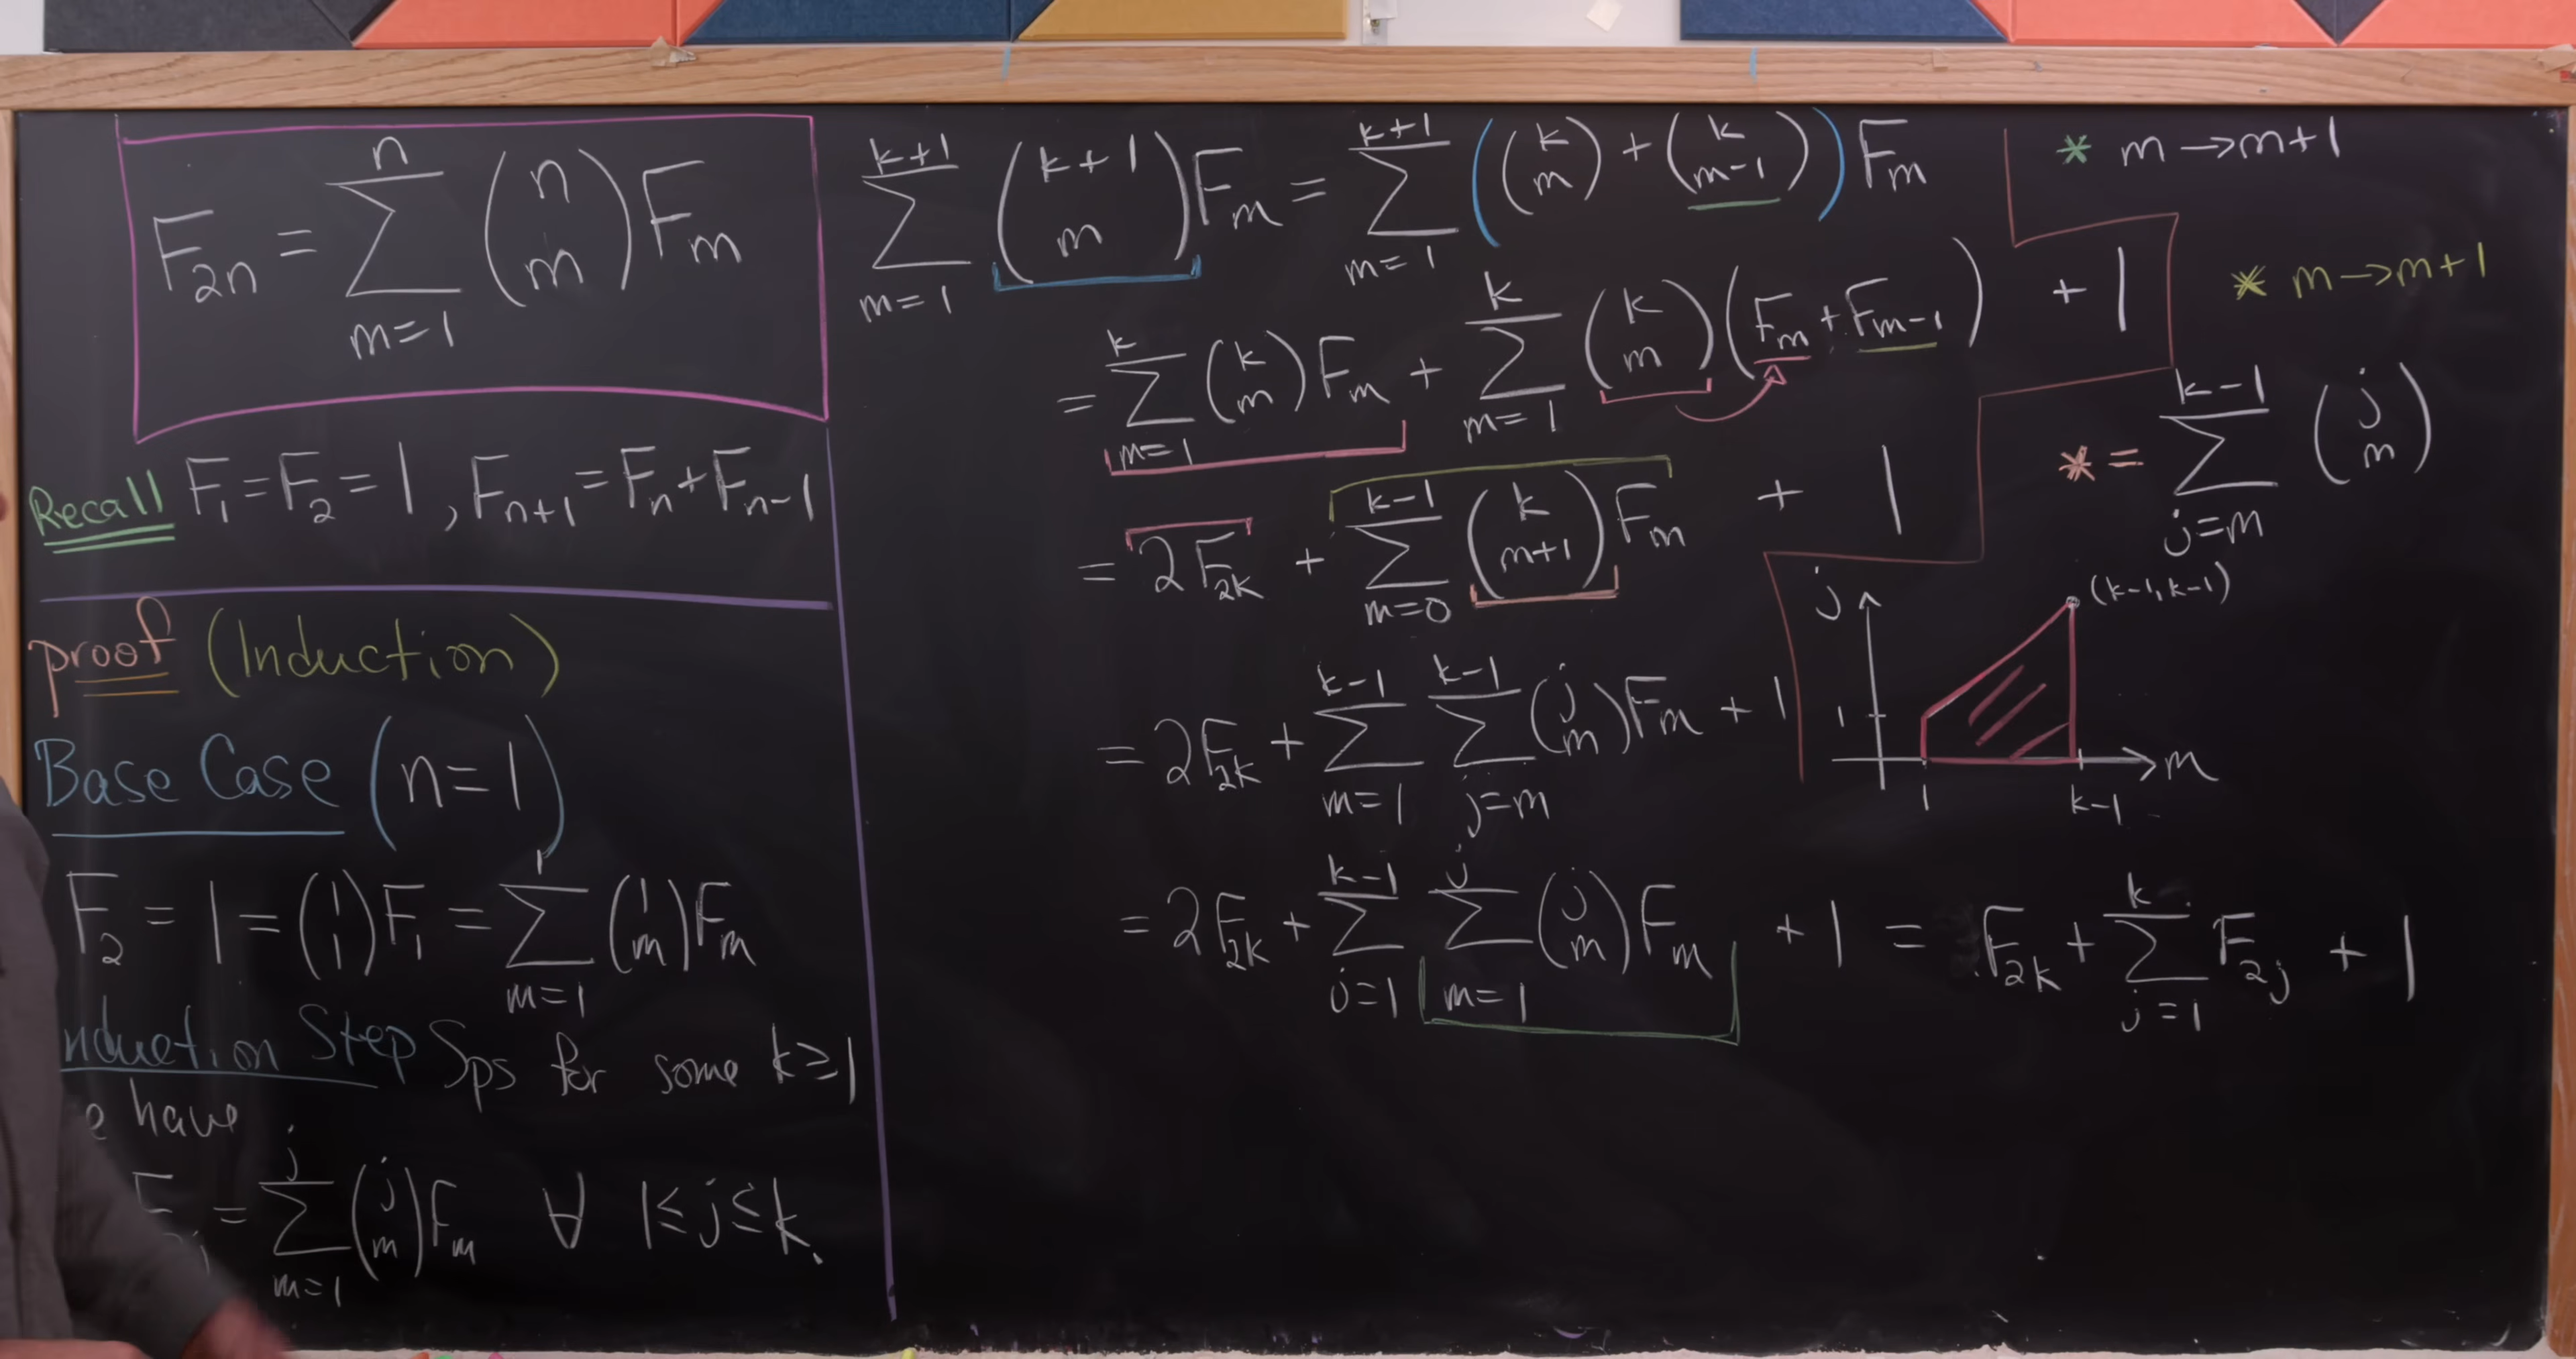 F_{2n} = \sum_{m=1}^{n} \binom{n}{m} F_m
Recall F_1 = F_2 = 1, F_{n+1} = F_n + F_{n-1}
proof (Induction)
Base Case (n=1)
F_2 = 1 = \binom{1}{1} F_1 = \sum_{m=1}^{1} \binom{1}{m} F_m
nduction Step Sps for some k ≥ 1
e have
= \sum_{m=1}^{j} \binom{j}{m} F_m ∀ 1 ≤ j ≤ k.
\sum_{m=1}^{k+1} \binom{k+1}{m} F_m = \sum_{m=1}^{k+1} ( \binom{k}{m} + \binom{k}{m-1} ) F_m
= \sum_{m=1}^{k} \binom{k}{m} F_m + \sum_{m=1}^{k} \binom{k}{m} ( F_m + F_{m-1} ) + 1
= 2F_{2k} + \sum_{m=0}^{k-1} \binom{k}{m+1} F_m + 1
= 2F_{2k} + \sum_{m=1}^{k-1} \sum_{j=m}^{k-1} \binom{j}{m} F_m + 1
= 2F_{2k} + \sum_{j=1}^{k-1} \sum_{m=1}^{j} \binom{j}{m} F_m + 1 = F_{2k} + \sum_{j=1}^{k} F_{2j} + 1
* m → m+1
* m → m+1
* = \sum_{j=m}^{k-1} \binom{j}{m}
j
(k-1, k-1)
1
m
1
k-1